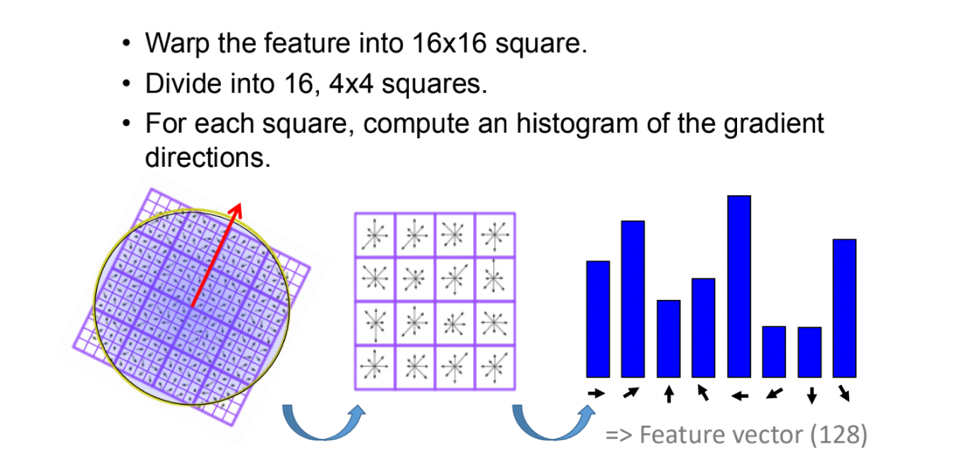 • Warp the feature into 16x16 square.
• Divide into 16, 4x4 squares.
• For each square, compute an histogram of the gradient
directions.
=> Feature vector (128)